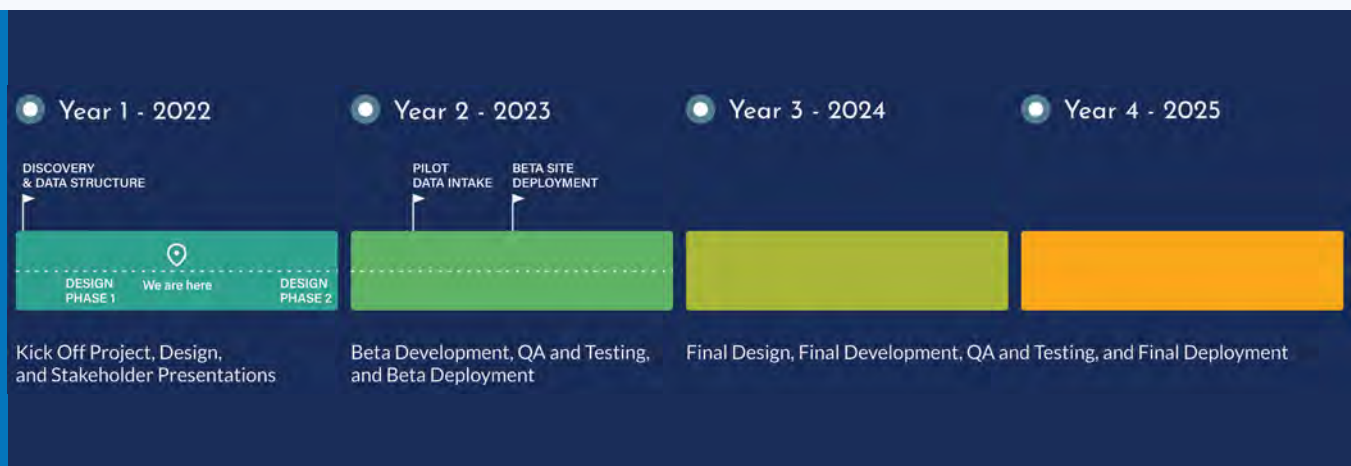 Year 1 - 2022
Year 2 - 2023
Year 3 - 2024
Year 4 - 2025
DISCOVERY
& DATA STRUCTURE
PILOT
DATA INTAKE
BETA SITE
DEPLOYMENT
DESIGN
PHASE 1
We are here
DESIGN
PHASE 2
Kick Off Project, Design,
and Stakeholder Presentations
Beta Development, QA and Testing,
and Beta Deployment
Final Design, Final Development, QA and Testing, and Final Deployment